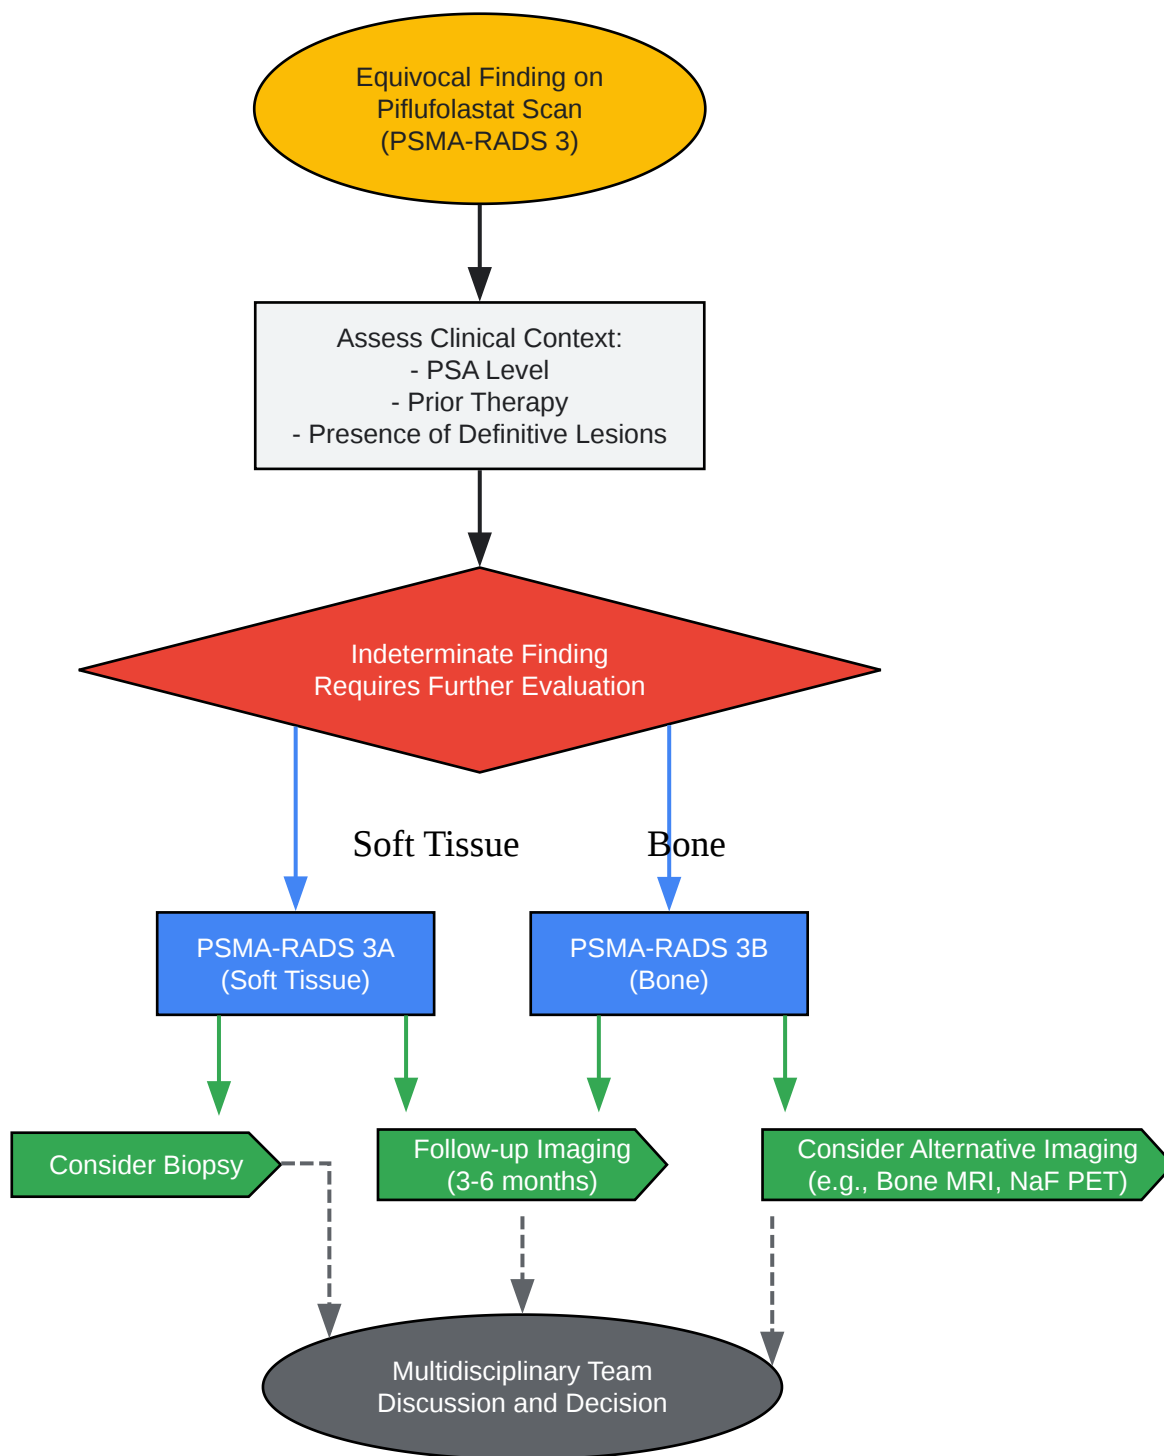 Equivocal Finding on
Piflufolastat Scan
(PSMA-RADS 3)
Assess Clinical Context:
- PSA Level
- Prior Therapy
- Presence of Definitive Lesions
Indeterminate Finding
Requires Further Evaluation
Soft Tissue
Bone
PSMA-RADS 3A
(Soft Tissue)
PSMA-RADS 3B
(Bone)
Consider Biopsy
Follow-up Imaging
(3-6 months)
Consider Alternative Imaging
(e.g., Bone MRI, NaF PET)
Multidisciplinary Team
Discussion and Decision